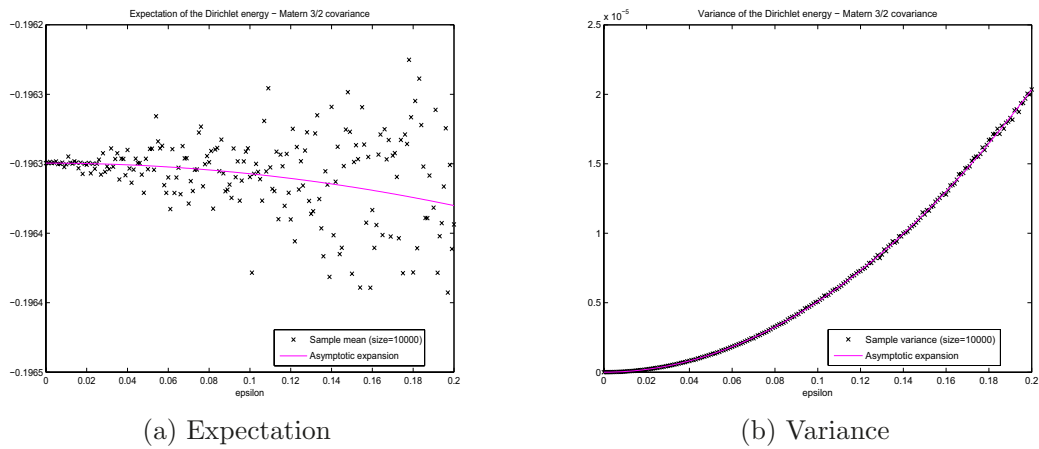 Expectation of the Dirichlet energy − Matern 3/2 covariance
−0.1962
−0.1963
−0.1963
−0.1964
−0.1964
−0.1965
0 0.02 0.04 0.06 0.08 0.1 0.12 0.14 0.16 0.18 0.2
epsilon
Sample mean (size=10000)
Asymptotic expansion
(a) Expectation
Variance of the Dirichlet energy − Matern 3/2 covariance
x 10⁻⁵
2.5
2
1.5
1
0.5
0
0 0.02 0.04 0.06 0.08 0.1 0.12 0.14 0.16 0.18 0.2
epsilon
Sample variance (size=10000)
Asymptotic expansion
(b) Variance